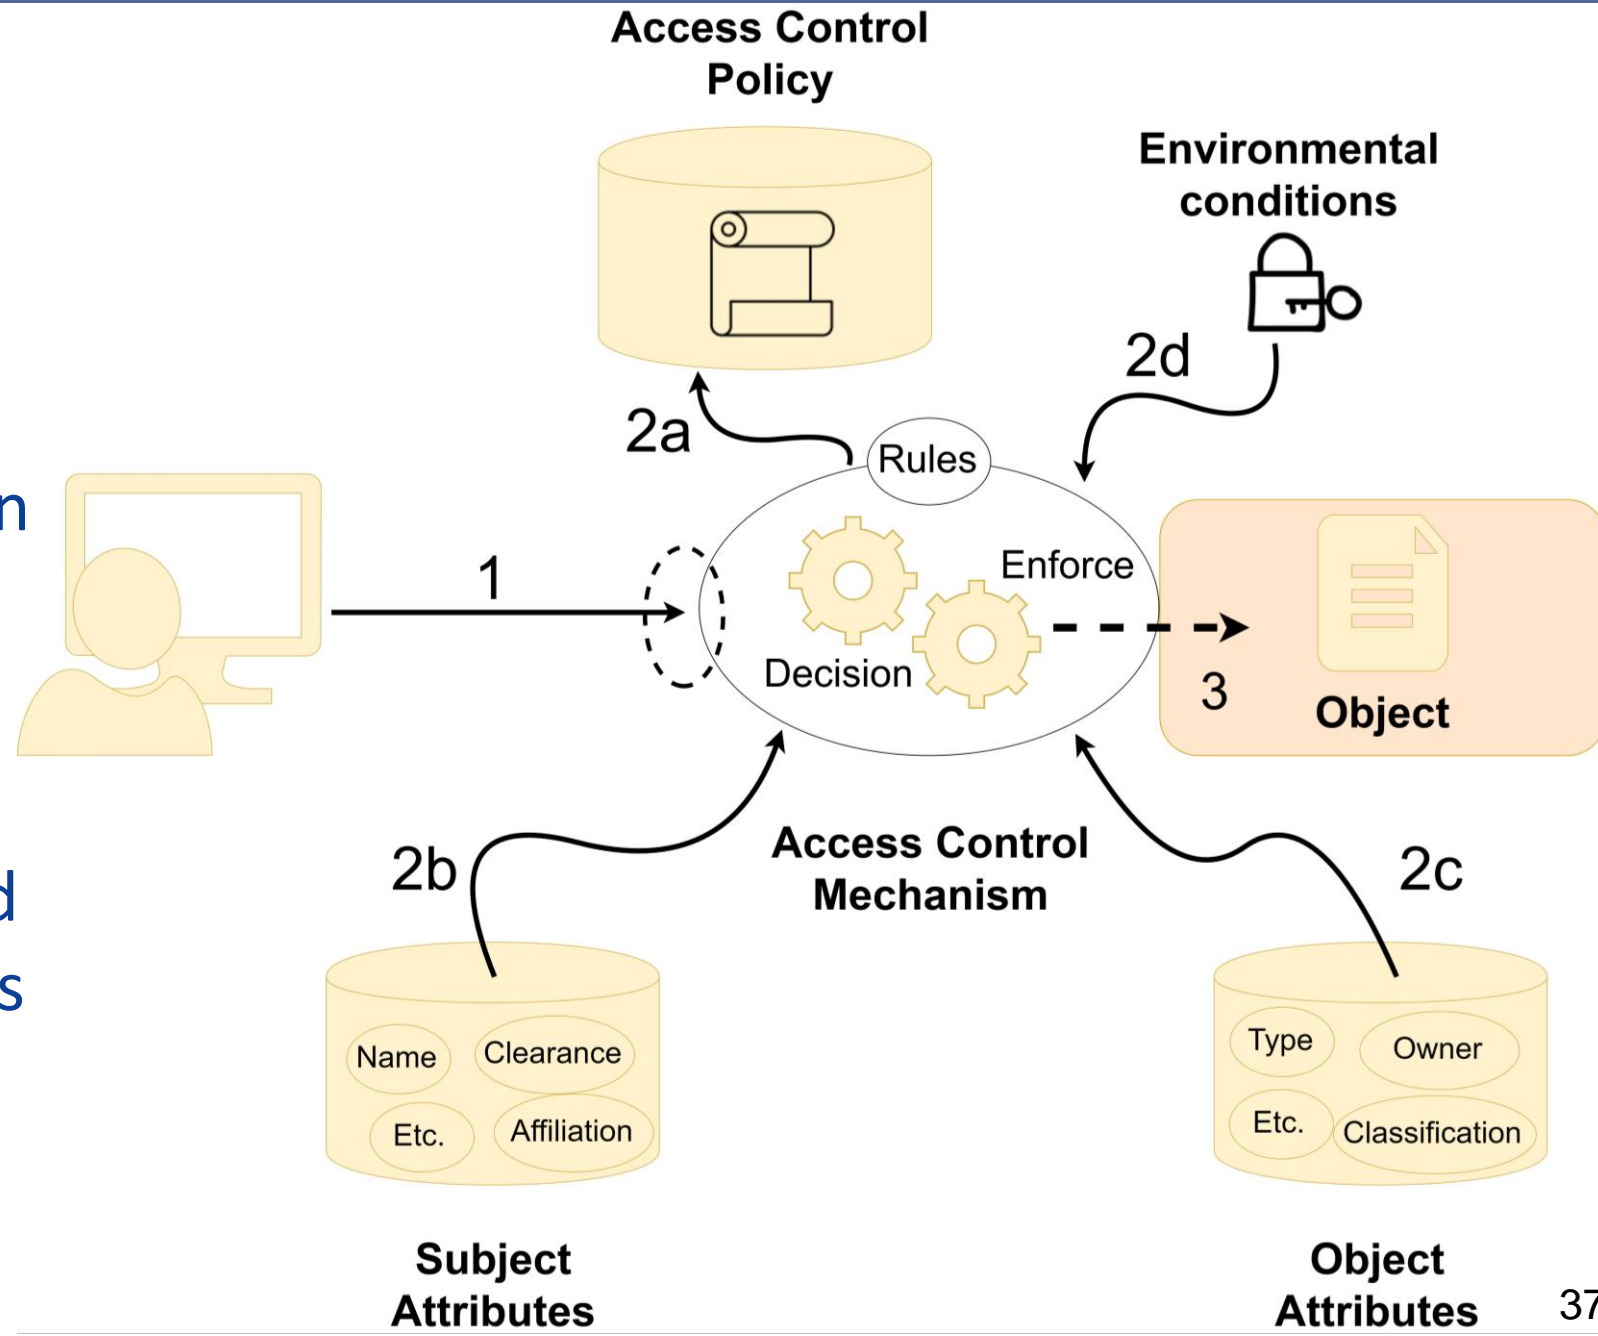 Access Control
Policy
Environmental
conditions
2d
2a
Rules
n
1
Enforce
Decision
3
Object
Access Control
Mechanism
2b
2c
d
s
Name
Clearance
Etc.
Affiliation
Type
Owner
Etc.
Classification
Subject
Attributes
Object
Attributes
37